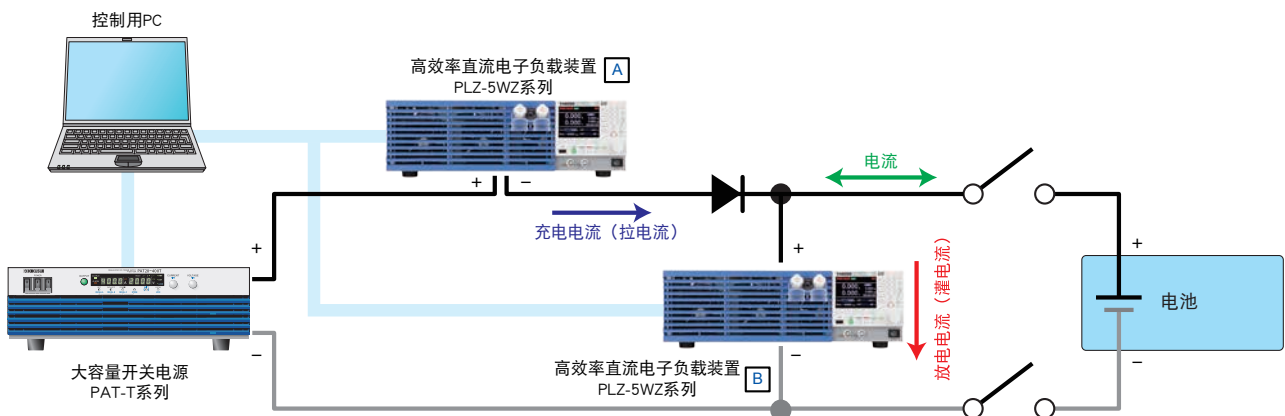 控制用PC
高效率直流电子负载装置 A
PLZ-5WZ系列
+ −
电流
充电电流（拉电流）
+
+
+
放电电流（灌电流）
电池
−
−
−
大容量开关电源
PAT-T系列
高效率直流电子负载装置 B
PLZ-5WZ系列